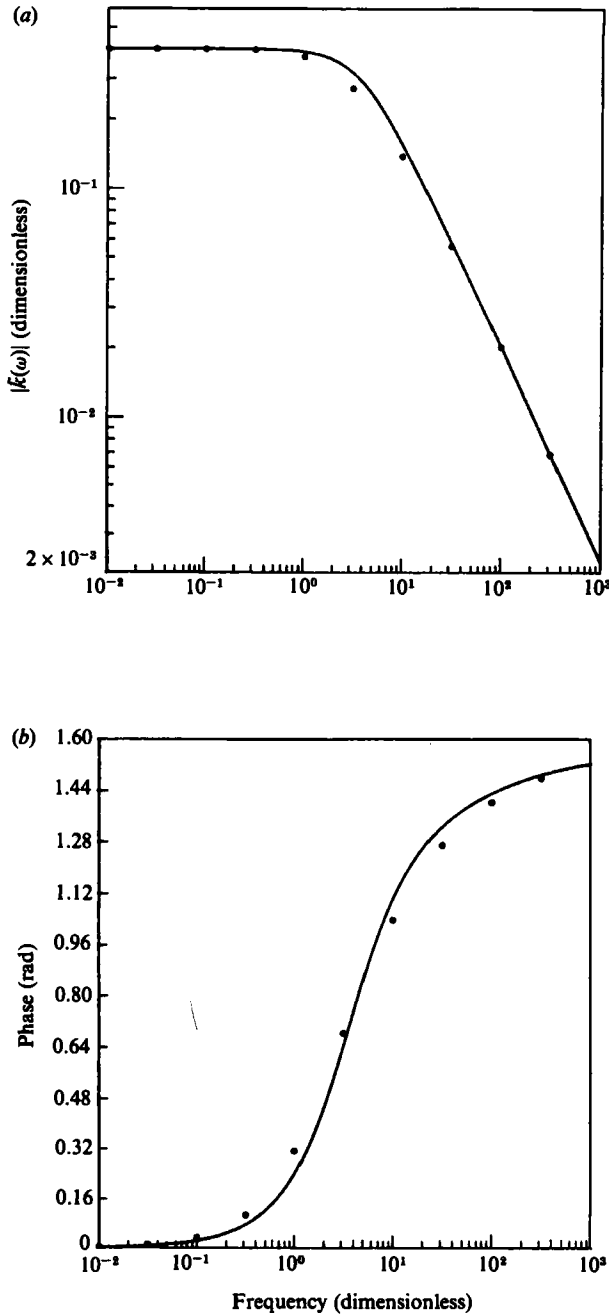 (a)
10⁻¹
10⁻²
2 × 10⁻³
|k̃(ω)| (dimensionless)
10⁻² 10⁻¹ 10⁰ 10¹ 10² 10³
(b)
1.60
1.44
1.28
1.12
0.96
0.80
0.64
0.48
0.32
0.16
0
Phase (rad)
10⁻² 10⁻¹ 10⁰ 10¹ 10² 10³
Frequency (dimensionless)